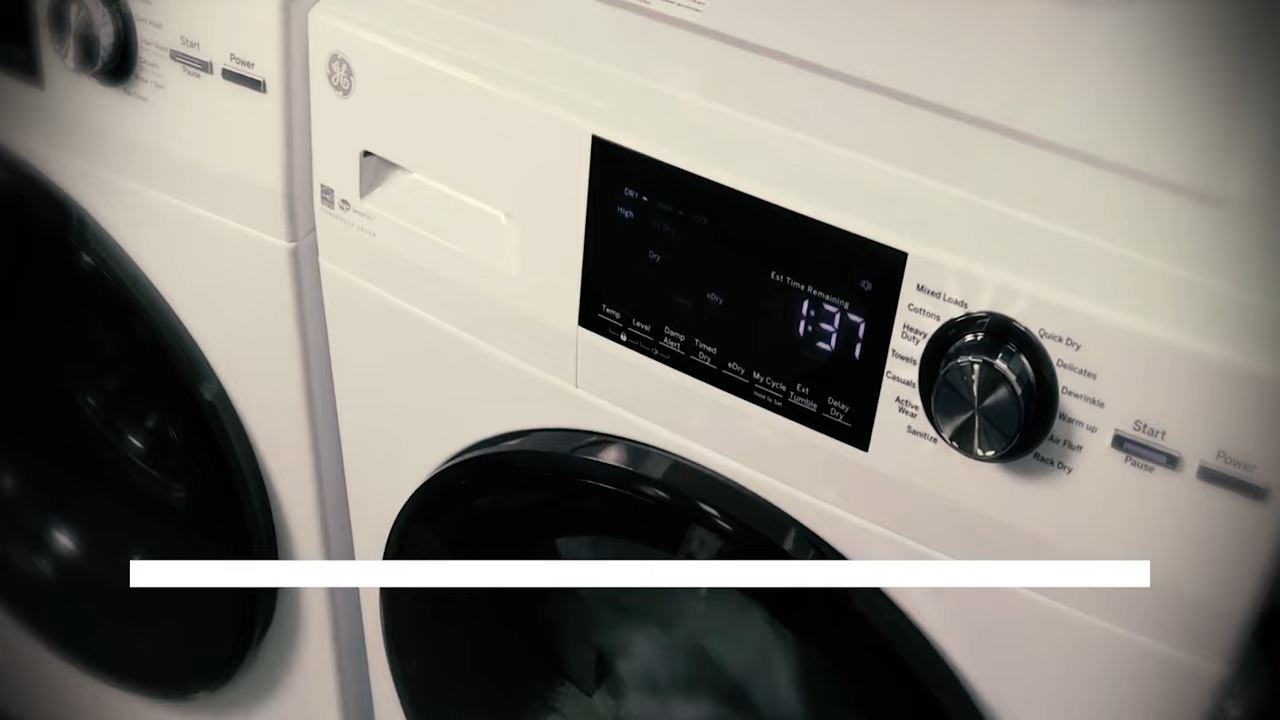 Start
Pause
Power
GE
DRY
High
Dry
eDry
Est Time Remaining
1:37
Temp
Level
Damp
Alert
Timed
Dry
eDry
My Cycle
Hold to Set
Ext
Tumble
Delay
Dry
Mixed Loads
Cottons
Heavy
Duty
Towels
Casuals
Active
Wear
Sanitize
Quick Dry
Delicates
Dewrinkle
Warm up
Air Fluff
Rack Dry
Start
Pause
Power